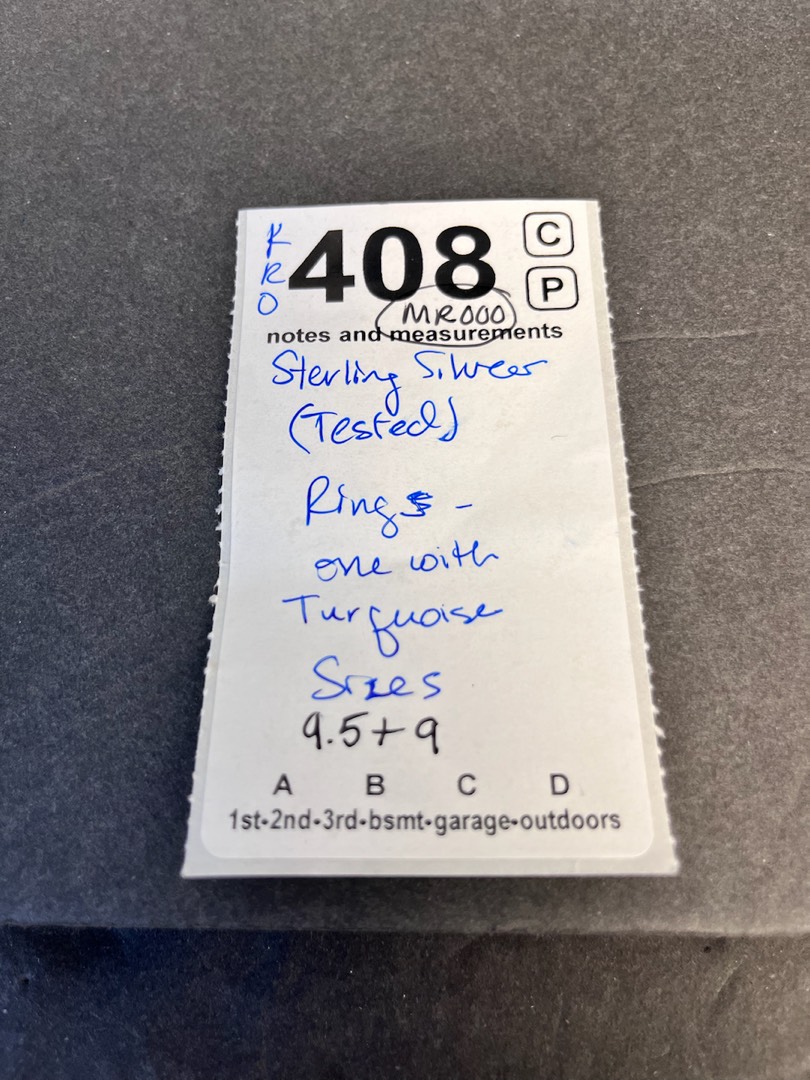 K
R
O
408
C
P
MR000
notes and measurements
Sterling Silveer
(Tested)
Rings -
one with
Turquoise
Sizes
9.5+9
A B C D
1st-2nd-3rd-bsmt-garage-outdoors